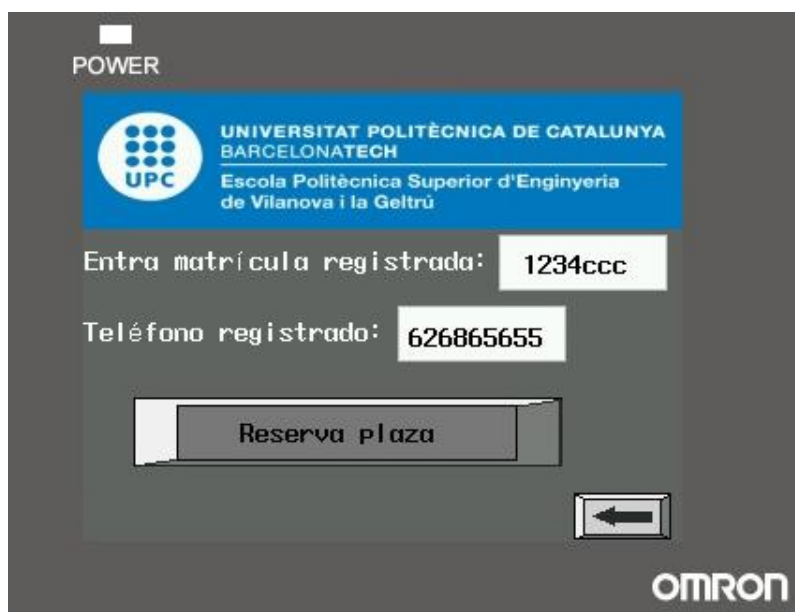 POWER
UPC
UNIVERSITAT POLITÈCNICA DE CATALUNYA
BARCELONATECH
Escola Politècnica Superior d'Enginyeria
de Vilanova i la Geltrú
Entra matrícula registrada: 1234ccc
Teléfono registrado: 626865655
Reserva plaza
omron